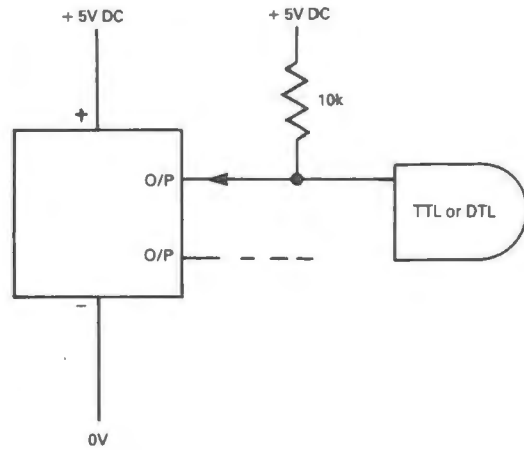 + 5V DC
+ 5V DC
10k
+
O/P
TTL or DTL
O/P
-
0V